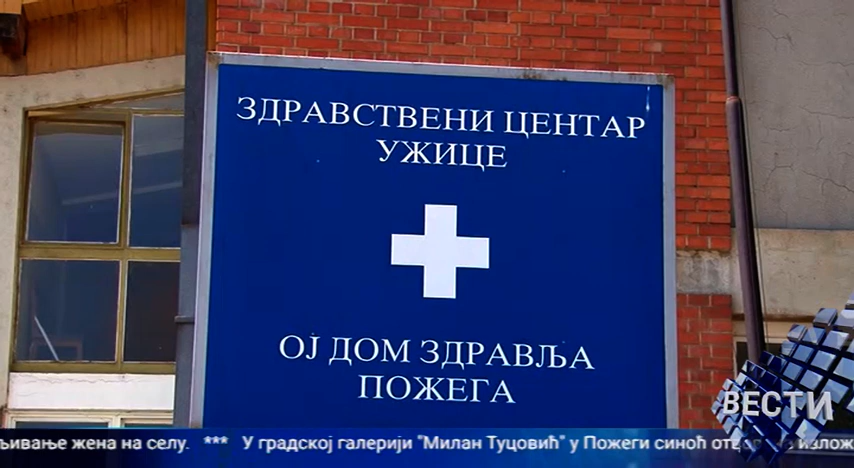 ЗДРАВСТВЕНИ ЦЕНТАР
УЖИЦЕ
ОЈ ДОМ ЗДРАВЉА
ПОЖЕГА
ВЕСТИ
жена на селу. *** У градској галерији "Милан Туцовић" у Пожеги синоћ